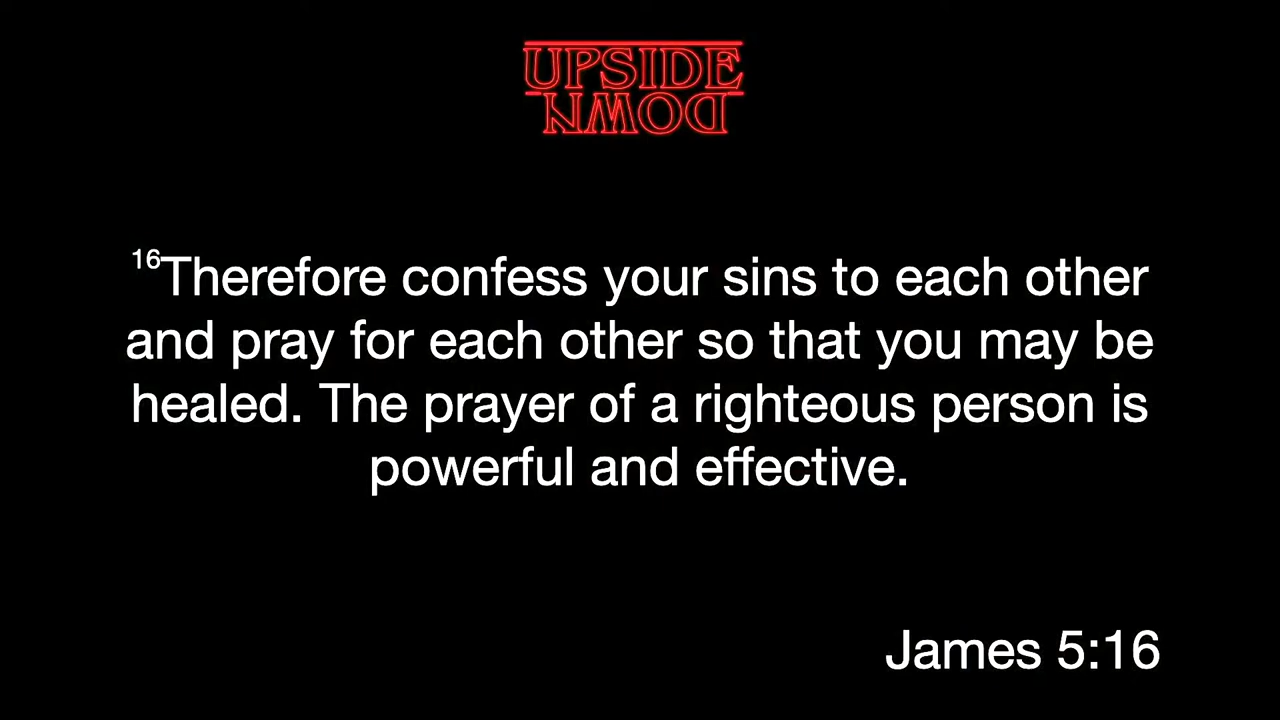 UPSIDE
DOWN
16Therefore confess your sins to each other
and pray for each other so that you may be
healed. The prayer of a righteous person is
powerful and effective.
James 5:16